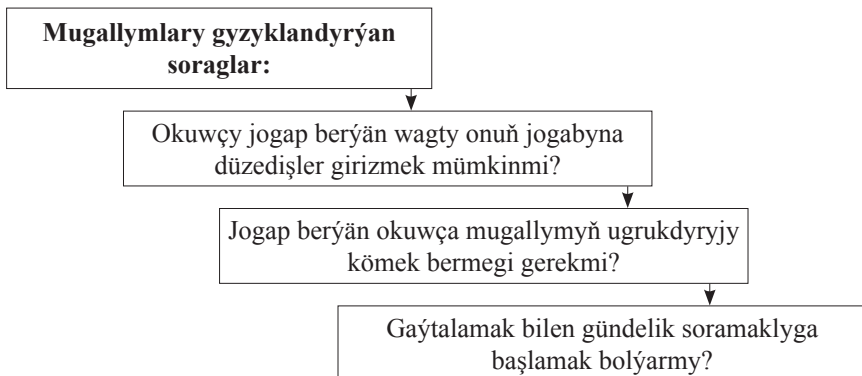 Mugallymlary gyzyklandyrýan
soraglar:
Okuwçy jogap berýän wagty onuň jogabyna
düzedişler girizmek mümkinmi?
Jogap berýän okuwça mugallymyň ugrukdyryjy
kömek bermegi gerekmi?
Gaýtalamak bilen gündelik soramaklyga
başlamak bolýarmy?